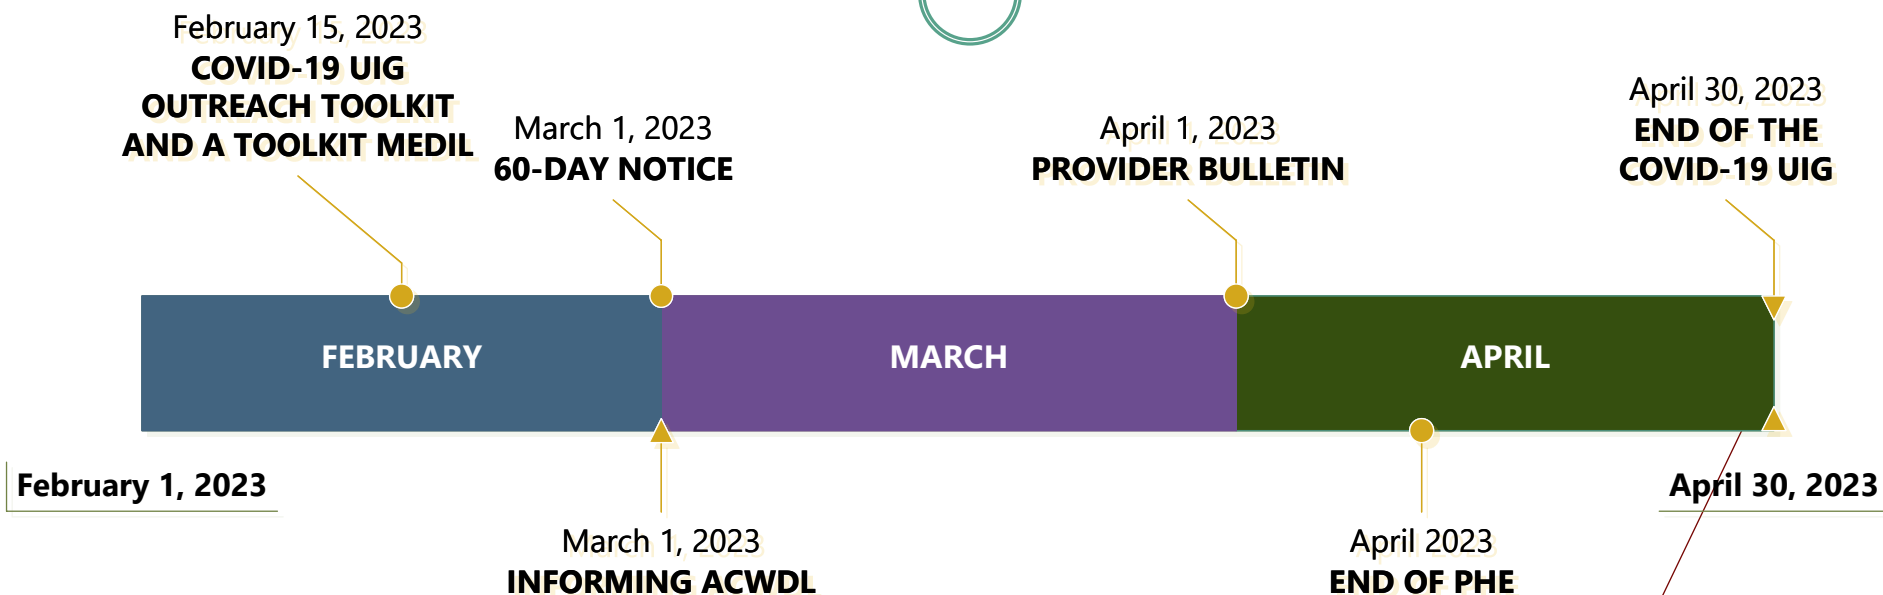 February 15, 2023
COVID-19 UIG
OUTREACH TOOLKIT
AND A TOOLKIT MEDIL
March 1, 2023
60-DAY NOTICE
April 1, 2023
PROVIDER BULLETIN
April 30, 2023
END OF THE
COVID-19 UIG
FEBRUARY
MARCH
APRIL
February 1, 2023
April 30, 2023
March 1, 2023
INFORMING ACWDL
April 2023
END OF PHE